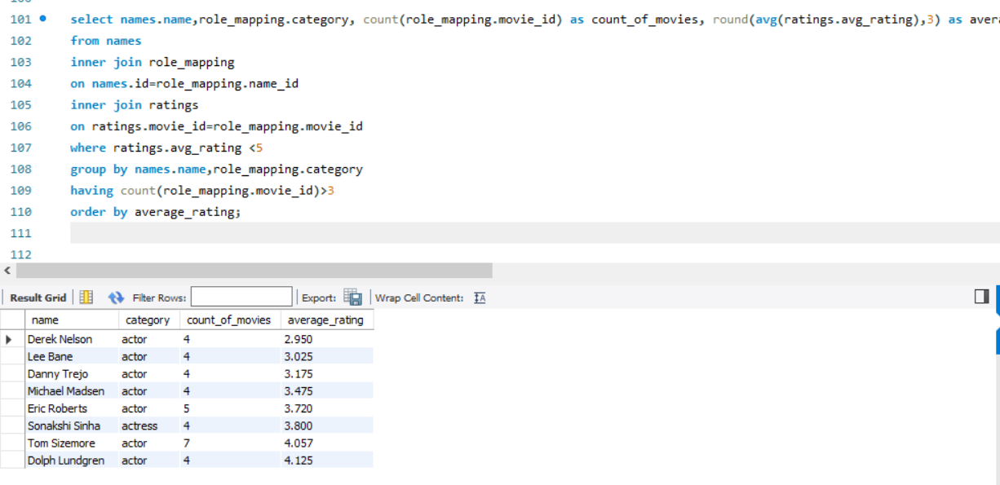 101 select names.name,role_mapping.category, count(role_mapping.movie_id) as count_of_movies, round(avg(ratings.avg_rating),3) as
102 from names
103 inner join role_mapping
104 on names.id=role_mapping.name_id
105 inner join ratings
106 on ratings.movie_id=role_mapping.movie_id
107 where ratings.avg_rating <5
108 group by names.name,role_mapping.category
109 having count(role_mapping.movie_id)>3
110 order by average_rating;
111
112
Result Grid Filter Rows: Export: Wrap Cell Content: IA
name category count_of_movies average_rating
Derek Nelson actor 4 2.950
Lee Bane actor 4 3.025
Danny Trejo actor 4 3.175
Michael Madsen actor 4 3.475
Eric Roberts actor 5 3.720
Sonakshi Sinha actress 4 3.800
Tom Sizemore actor 7 4.057
Dolph Lundgren actor 4 4.125